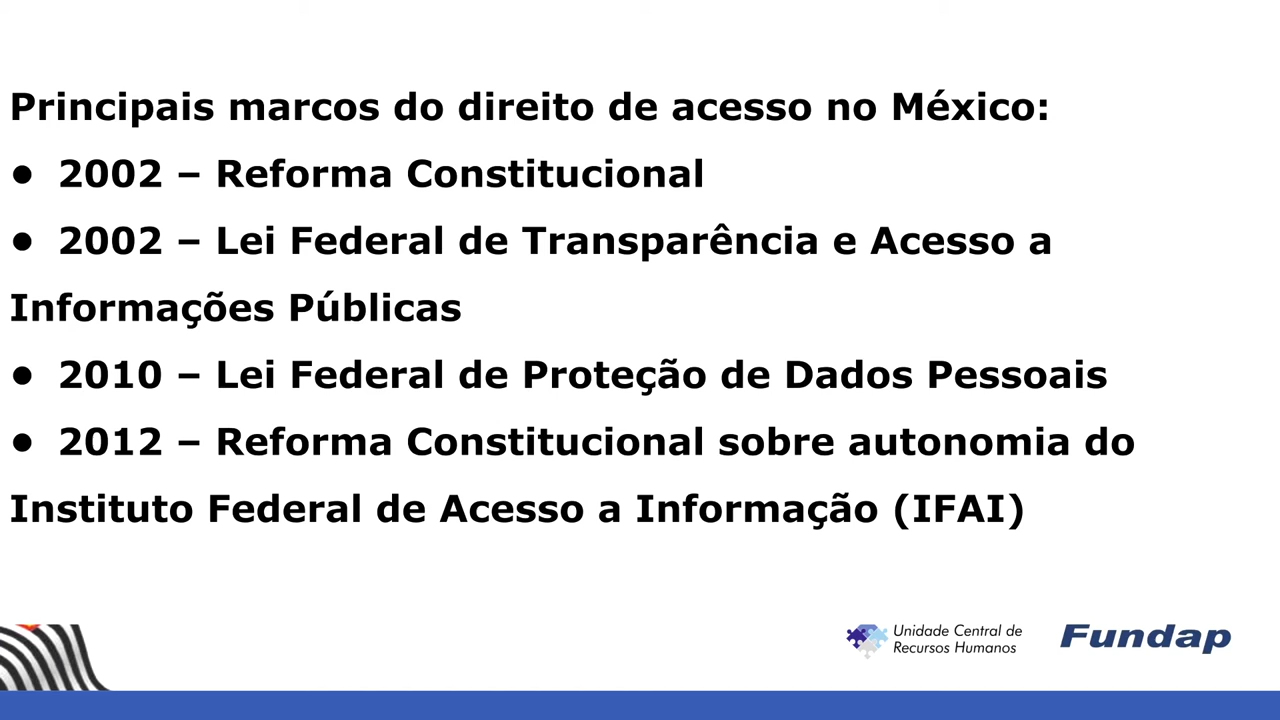 Principais marcos do direito de acesso no México:
● 2002 – Reforma Constitucional
● 2002 – Lei Federal de Transparência e Acesso a
Informações Públicas
● 2010 – Lei Federal de Proteção de Dados Pessoais
● 2012 – Reforma Constitucional sobre autonomia do
Instituto Federal de Acesso a Informação (IFAI)
Unidade Central de
Recursos Humanos
Fundap